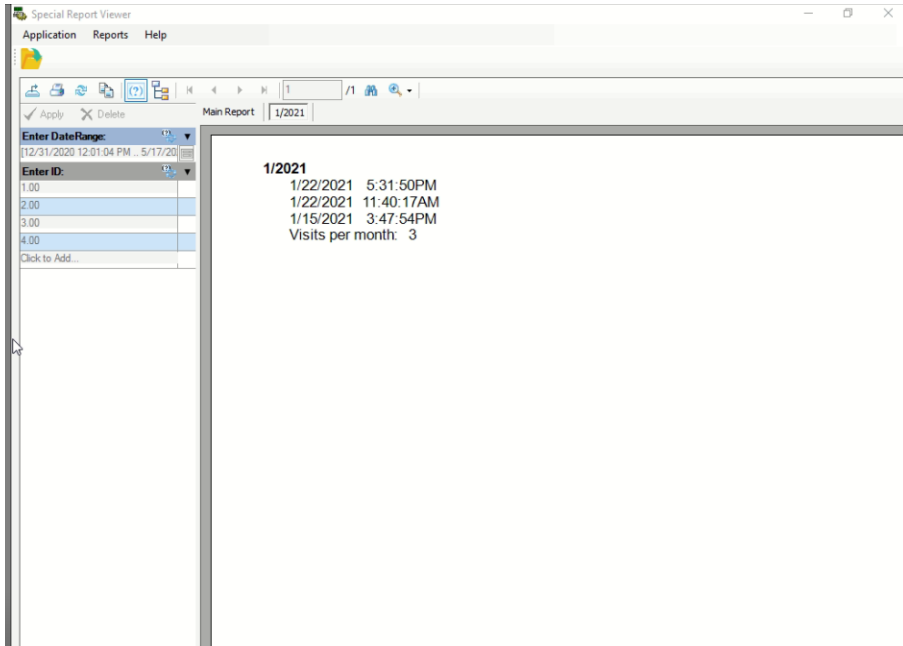 Special Report Viewer
Application Reports Help
1 /1
Apply Delete
Main Report 1/2021
Enter DateRange:
[12/31/2020 12:01:04 PM .. 5/17/20
Enter ID:
1.00
2.00
3.00
4.00
Click to Add...
1/2021
1/22/2021 5:31:50PM
1/22/2021 11:40:17AM
1/15/2021 3:47:54PM
Visits per month: 3